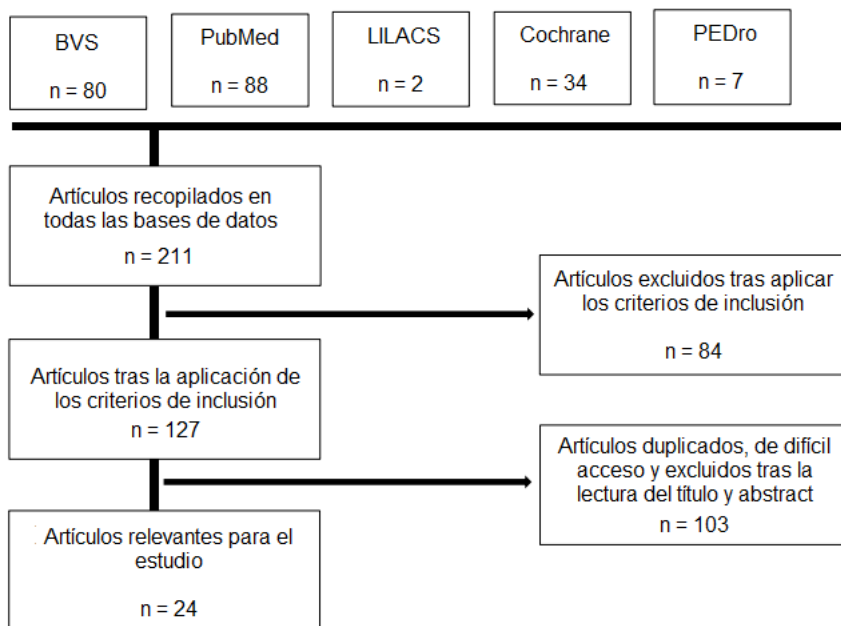 BVS
n = 80
PubMed
n = 88
LILACS
n = 2
Cochrane
n = 34
PEDro
n = 7
Artículos recopilados en
todas las bases de datos
n = 211
Artículos excluidos tras aplicar
los criterios de inclusión
n = 84
Artículos tras la aplicación de
los criterios de inclusión
n = 127
Artículos duplicados, de difícil
acceso y excluidos tras la
lectura del título y abstract
n = 103
Artículos relevantes para el
estudio
n = 24